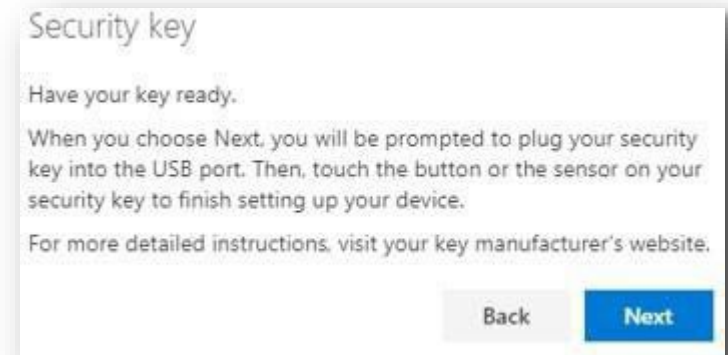 Security key
Have your key ready.
When you choose Next, you will be prompted to plug your security
key into the USB port. Then, touch the button or the sensor on your
security key to finish setting up your device.
For more detailed instructions, visit your key manufacturer's website.
Back Next